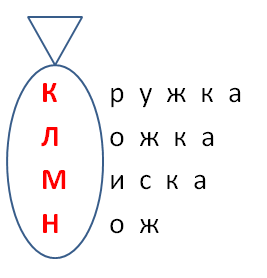 К р у ж к а
Л о ж к а
М и с к а
Н о ж